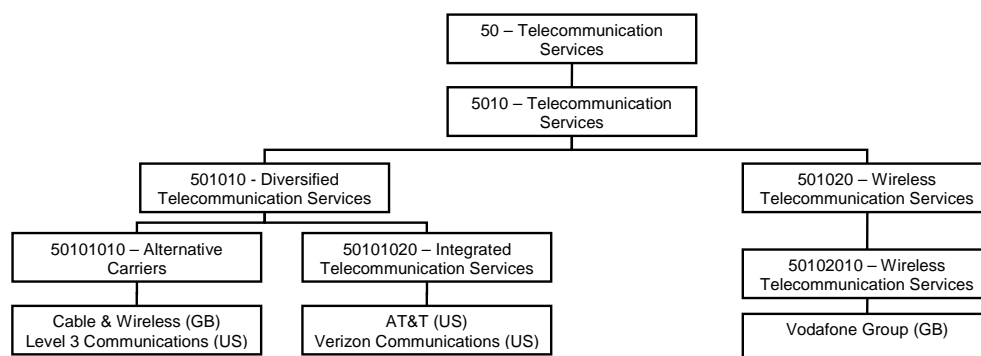 50 – Telecommunication
Services
5010 – Telecommunication
Services
501010 - Diversified
Telecommunication Services
501020 – Wireless
Telecommunication Services
50101010 – Alternative
Carriers
50101020 – Integrated
Telecommunication Services
50102010 – Wireless
Telecommunication Services
Cable & Wireless (GB)
Level 3 Communications (US)
AT&T (US)
Verizon Communications (US)
Vodafone Group (GB)